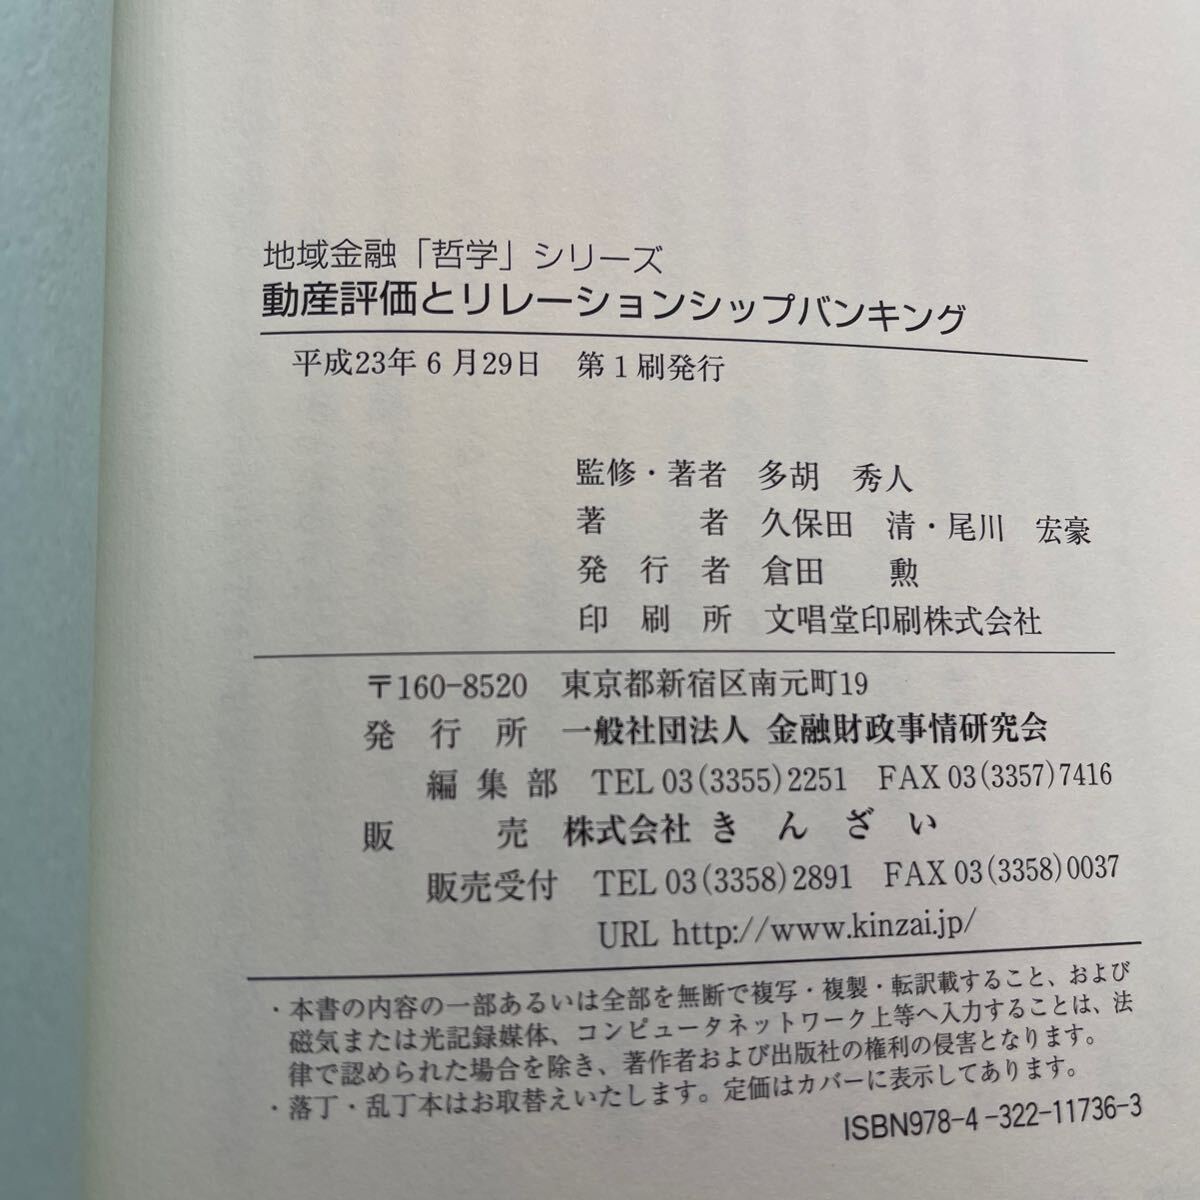 地域金融「哲学」シリーズ
動産評価とリレーションシップバンキング
平成23年6月29日　第1刷発行
監修・著者　多胡　秀人
著　　　者　久保田　清・尾川　宏豪
発　行　者　倉田　　勲
印　刷　所　文唱堂印刷株式会社
〒160-8520　東京都新宿区南元町19
発　行　所　一般社団法人 金融財政事情研究会
編 集 部　TEL 03(3355)2251　FAX 03(3357)7416
販　　　売　株式会社 き ん ざ い
販売受付　TEL 03(3358)2891　FAX 03(3358)0037
URL http://www.kinzai.jp/
・本書の内容の一部あるいは全部を無断で複写・複製・転訳載すること、および
磁気または光記録媒体、コンピュータネットワーク上等へ入力することは、法
律で認められた場合を除き、著作者および出版社の権利の侵害となります。
・落丁・乱丁本はお取替えいたします。定価はカバーに表示してあります。
ISBN978-4-322-11736-3